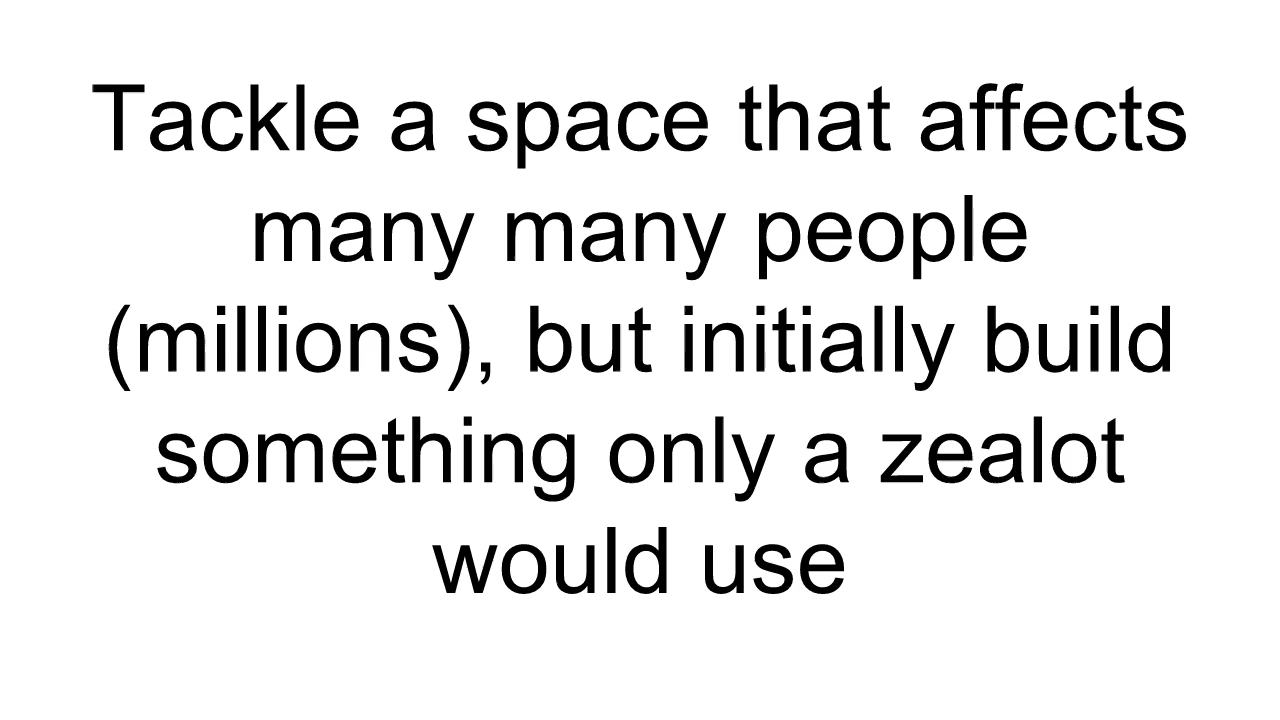 Tackle a space that affects
many many people
(millions), but initially build
something only a zealot
would use